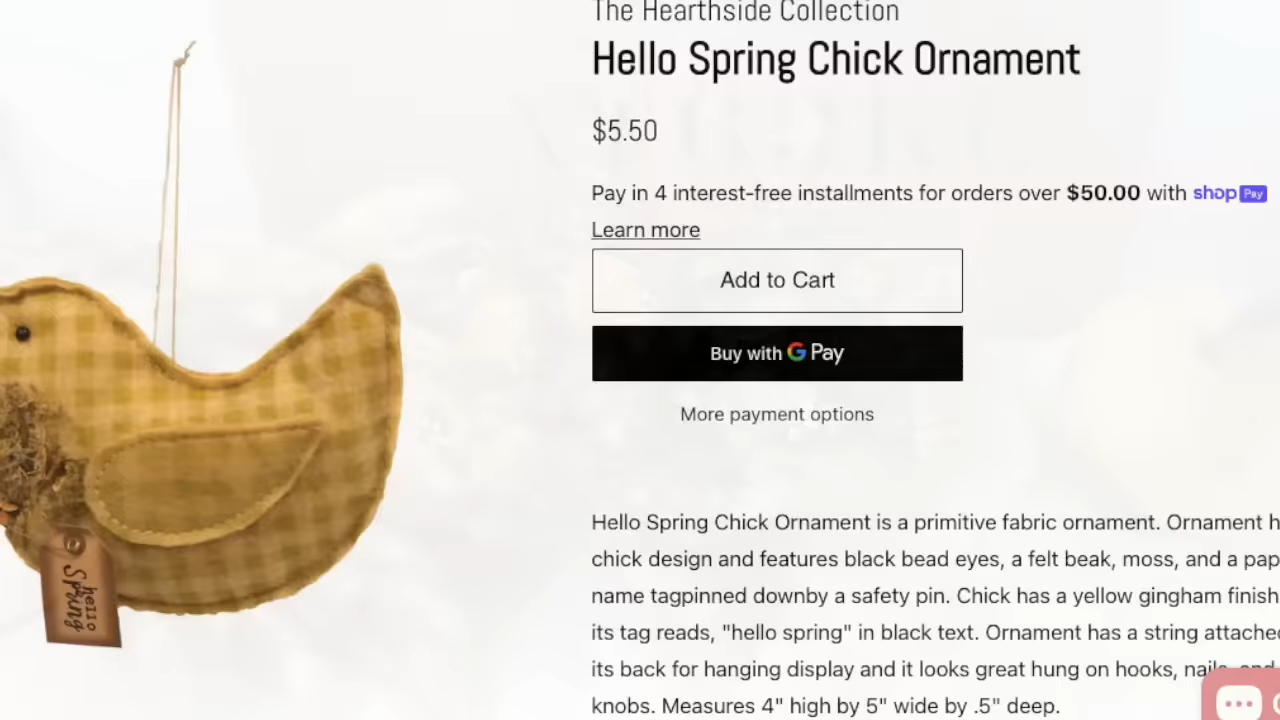 The Hearthside Collection
Hello Spring Chick Ornament
$5.50
Pay in 4 interest-free installments for orders over $50.00 with shop Pay
Learn more
Add to Cart
Buy with G Pay
More payment options
Hello Spring Chick Ornament is a primitive fabric ornament. Ornament
chick design and features black bead eyes, a felt beak, moss, and a
name tagpinned downby a safety pin. Chick has a yellow gingham finish
its tag reads, "hello spring" in black text. Ornament has a string attached
its back for hanging display and it looks great hung on hooks, nails, and
knobs. Measures 4" high by 5" wide by .5" deep.
hello
Spring